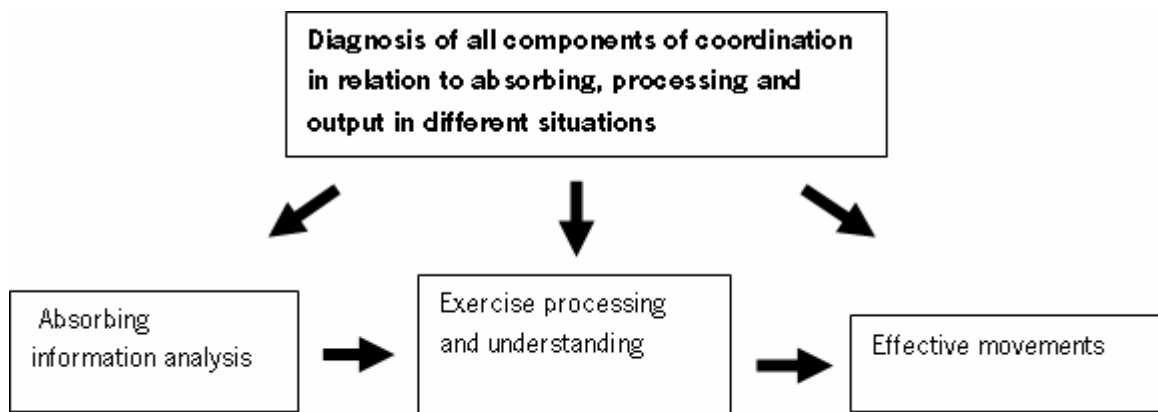 Diagnosis of all components of coordination
in relation to absorbing, processing and
output in different situations
Absorbing
information analysis
Exercise processing
and understanding
Effective movements